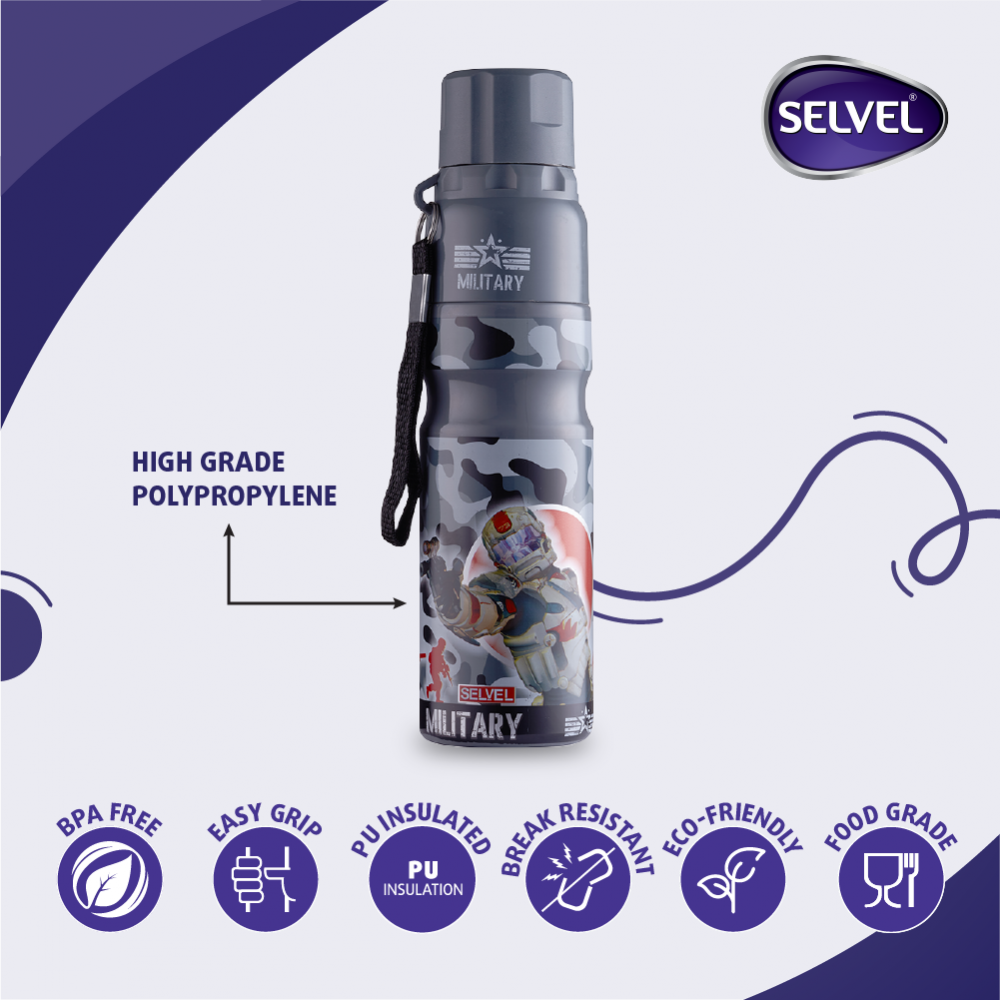 SELVEL®
MILITARY
HIGH GRADE
POLYPROPYLENE
SELVEL
MILITARY
BPA FREE
EASY GRIP
PU INSULATED
BREAK RESISTANT
ECO-FRIENDLY
FOOD GRADE
PU
INSULATION